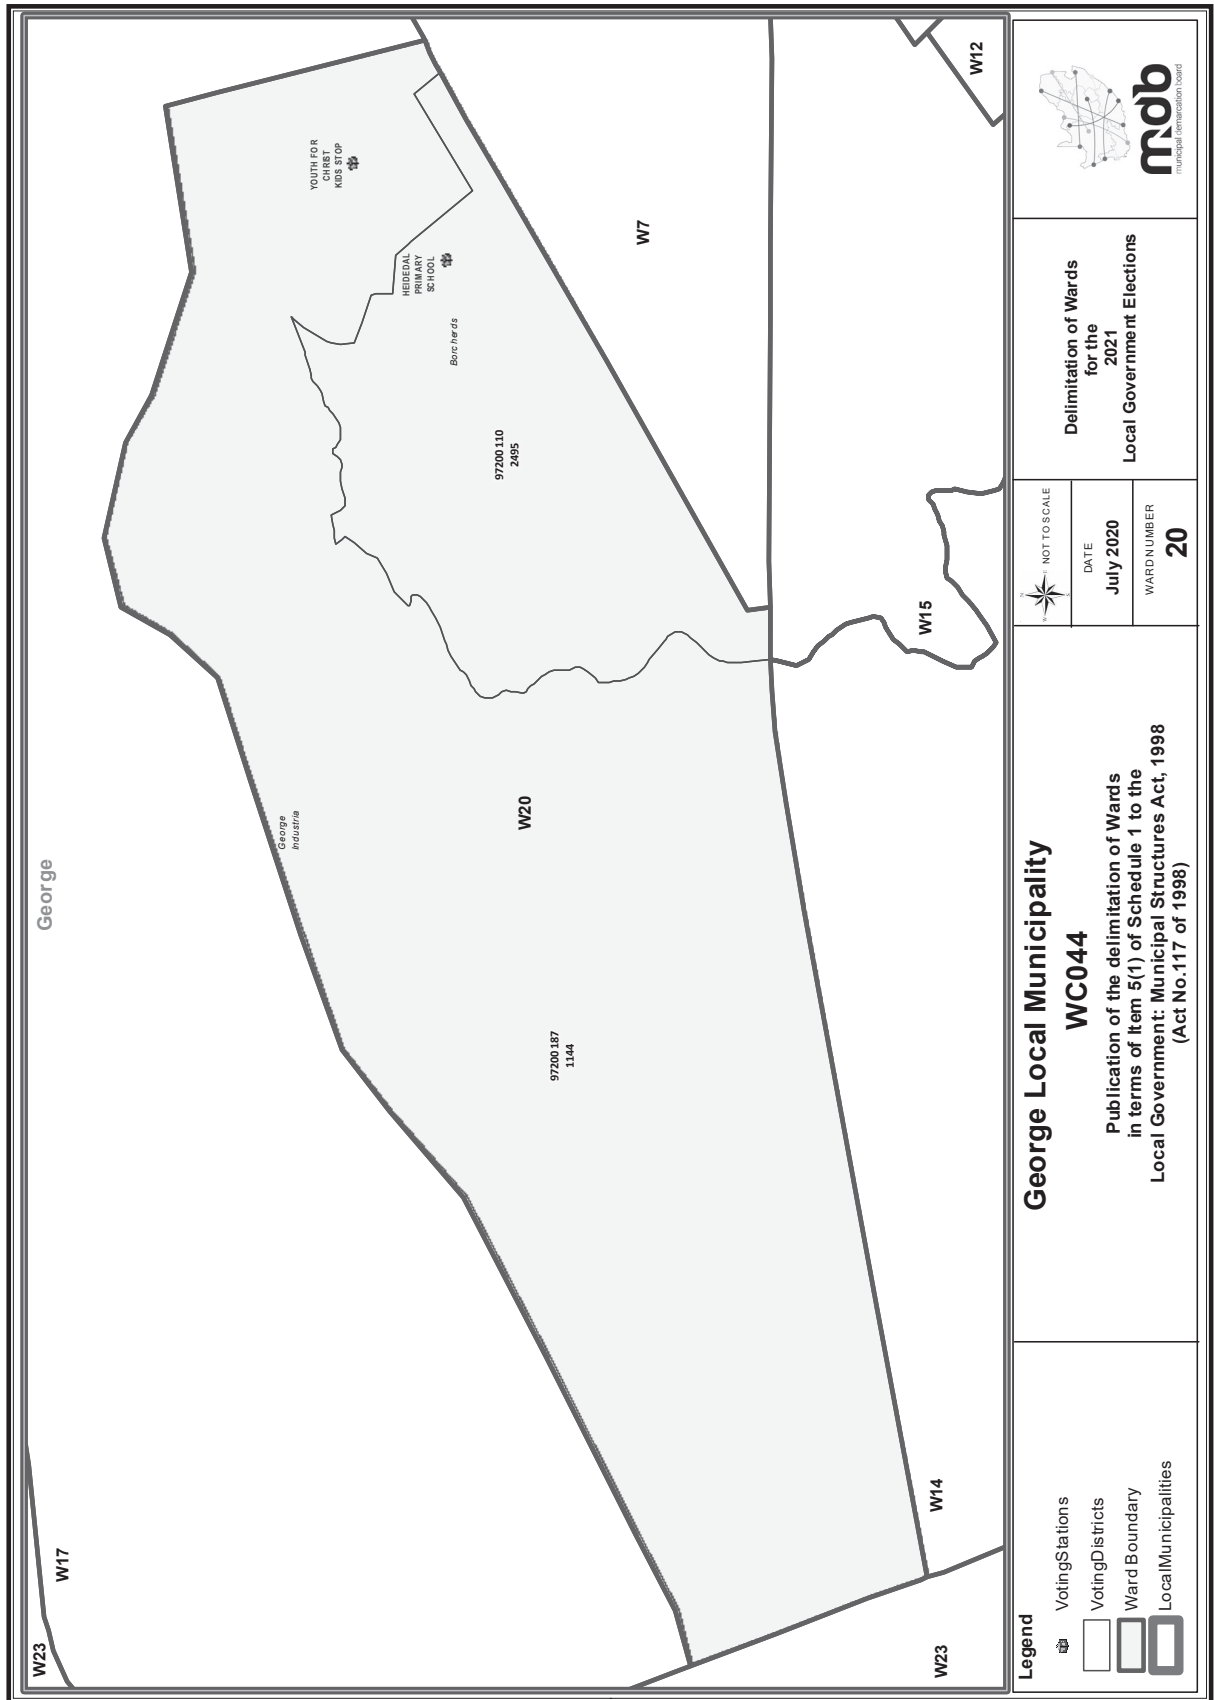 George
W17
W23
W12
YOUTH FOR
CHRIST
KIDS STOP
HEIDEDAL
PRIMARY
SCHOOL
Borcherds
W7
97200110
2495
George
Industria
W20
W15
97200187
1144
W14
W23
Legend
VotingStations
VotingDistricts
Ward Boundary
LocalMunicipalities
George Local Municipality
WC044
Publication of the delimitation of Wards
in terms of Item 5(1) of Schedule 1 to the
Local Government: Municipal Structures Act, 1998
(Act No.117 of 1998)
N
E
S
W
NOT TO SCALE
DATE
July 2020
WARDNUMBER
20
Delimitation of Wards
for the
2021
Local Government Elections
mdb
municipal demarcation board